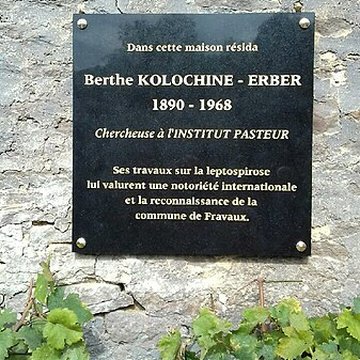 Dans cette maison résida
Berthe KOLOCHINE - ERBER
1890 - 1968
Chercheuse à l'INSTITUT PASTEUR
Ses travaux sur la leptospirose
lui valurent une notoriété internationale
et la reconnaissance de la
commune de Fravaux.